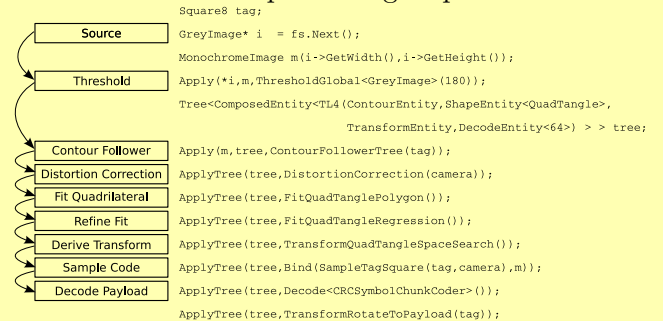 Square8 tag;
Source GreyImage* i = fs.Next();
MonochromeImage m(i->GetWidth(),i->GetHeight());
Threshold Apply(*i,m,ThresholdGlobal<GreyImage>(180));
Tree<ComposedEntity<TL4(ContourEntity,ShapeEntity<QuadTangle>,
TransformEntity,DecodeEntity<64>) > > tree;
Contour Follower Apply(m,tree,ContourFollowerTree(tag));
Distortion Correction ApplyTree(tree,DistortionCorrection(camera));
Fit Quadrilateral ApplyTree(tree,FitQuadTanglePolygon());
Refine Fit ApplyTree(tree,FitQuadTangleRegression());
Derive Transform ApplyTree(tree,TransformQuadTangleSpaceSearch());
Sample Code ApplyTree(tree,Bind(SampleTagSquare(tag,camera),m));
Decode Payload ApplyTree(tree,Decode<CRCSymbolChunkCoder>());
ApplyTree(tree,TransformRotateToPayload(tag));